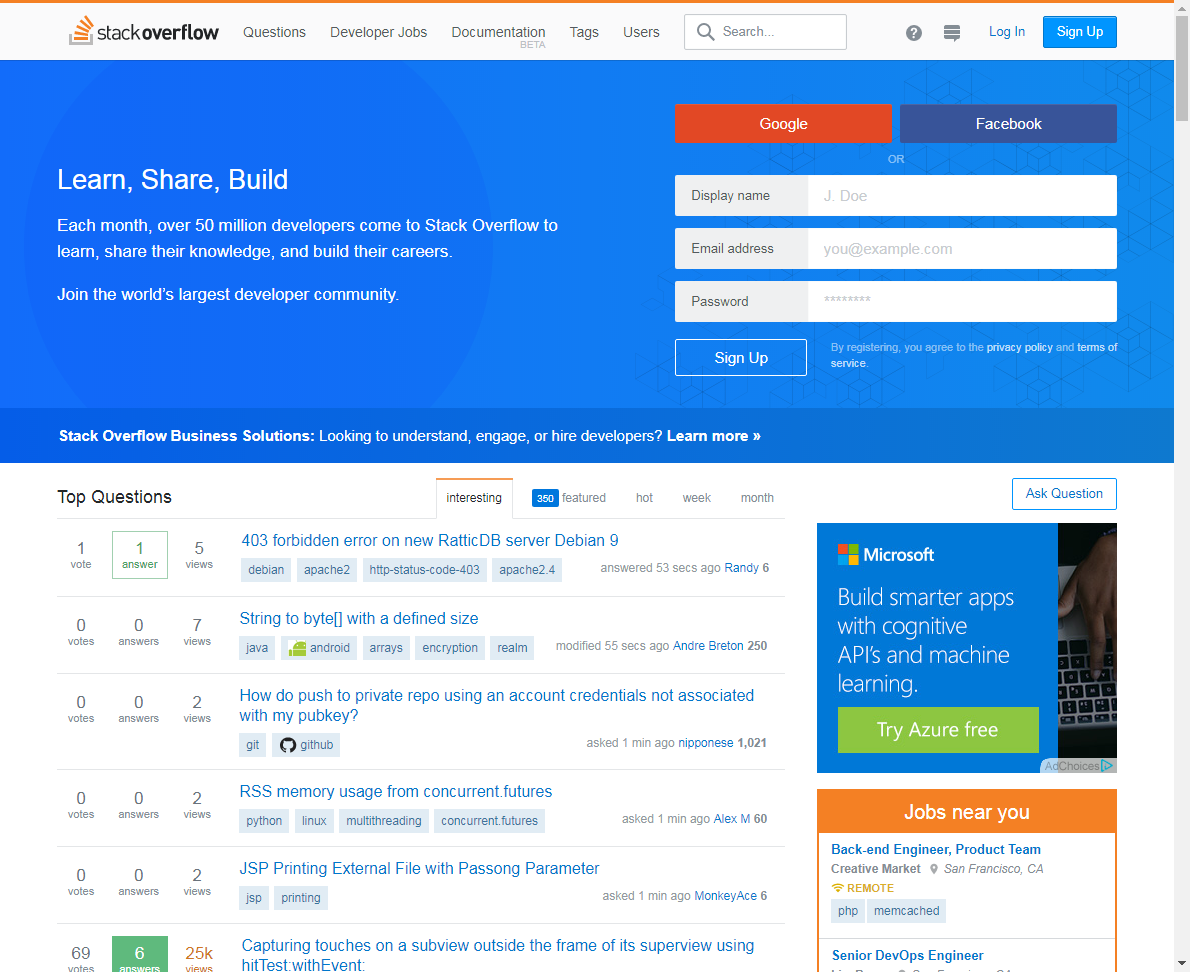 stackoverflow Questions Developer Jobs Documentation BETA Tags Users Search... ? Log In Sign Up
Google Facebook
OR
Learn, Share, Build
Each month, over 50 million developers come to Stack Overflow to
learn, share their knowledge, and build their careers.
Join the world's largest developer community.
Display name J. Doe
Email address you@example.com
Password ********
Sign Up
By registering, you agree to the privacy policy and terms
of service.
Stack Overflow Business Solutions: Looking to understand, engage, or hire developers? Learn more »
Top Questions interesting 350 featured hot week month
Ask Question
1 vote 1 answer 5 views
403 forbidden error on new RatticDB server Debian 9
debian apache2 http-status-code-403 apache2.4
answered 53 secs ago Randy 6
0 votes 0 answers 7 views
String to byte[] with a defined size
java android arrays encryption realm
modified 55 secs ago Andre Breton 250
0 votes 0 answers 2 views
How do push to private repo using an account credentials not associated
with my pubkey?
git github
asked 1 min ago nipponese 1,021
0 votes 0 answers 2 views
RSS memory usage from concurrent.futures
python linux multithreading concurrent.futures
asked 1 min ago Alex M 60
0 votes 0 answers 2 views
JSP Printing External File with Passong Parameter
jsp printing
asked 1 min ago MonkeyAce 6
69 votes 6 answers 25k views
Capturing touches on a subview outside the frame of its superview using
hitTest:withEvent:
Microsoft
Build smarter apps
with cognitive
API's and machine
learning.
Try Azure free
AdChoices
Jobs near you
Back-end Engineer, Product Team
Creative Market San Francisco, CA
REMOTE
php memcached
Senior DevOps Engineer